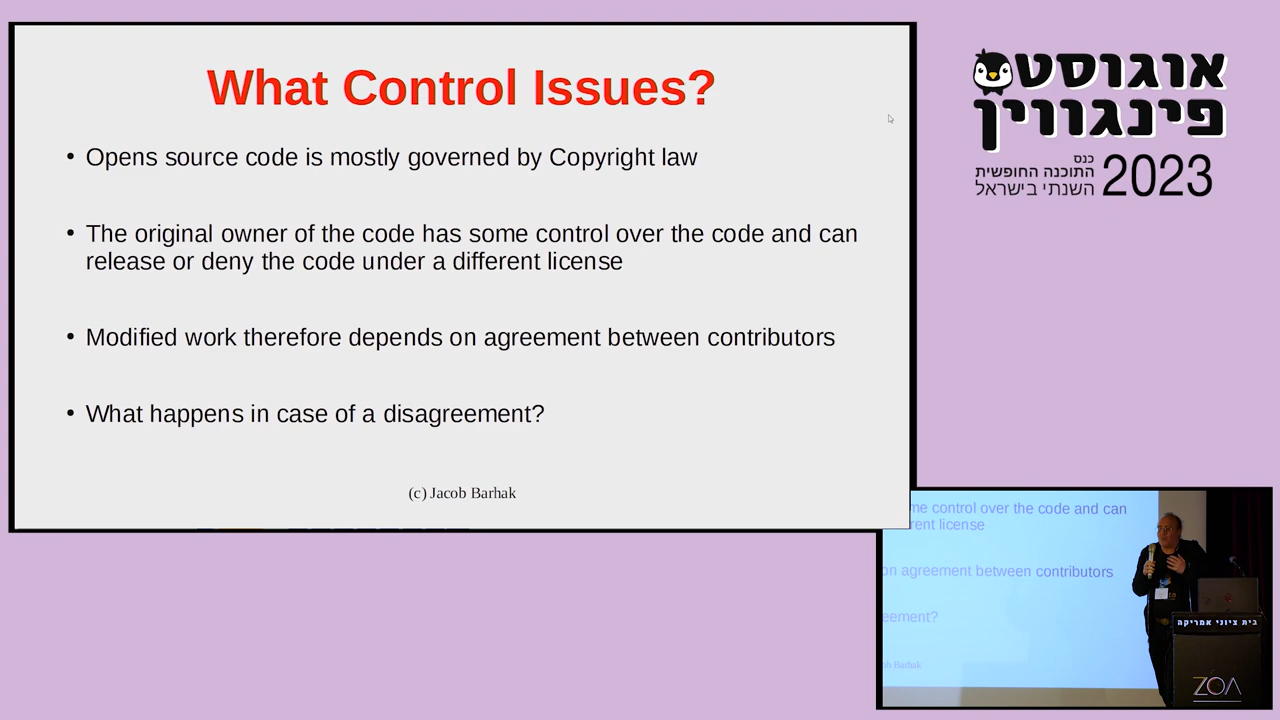 What Control Issues?
• Opens source code is mostly governed by Copyright law
• The original owner of the code has some control over the code and can
release or deny the code under a different license
• Modified work therefore depends on agreement between contributors
• What happens in case of a disagreement?
(c) Jacob Barhak
אוגוסט
פינגווין
כנס
התוכנה החופשית
השנתי בישראל
2023
me control over the code and can
rent license
on agreement between contributors
eement?
ob Barhak
בית ציוני אמריקה
ZOA